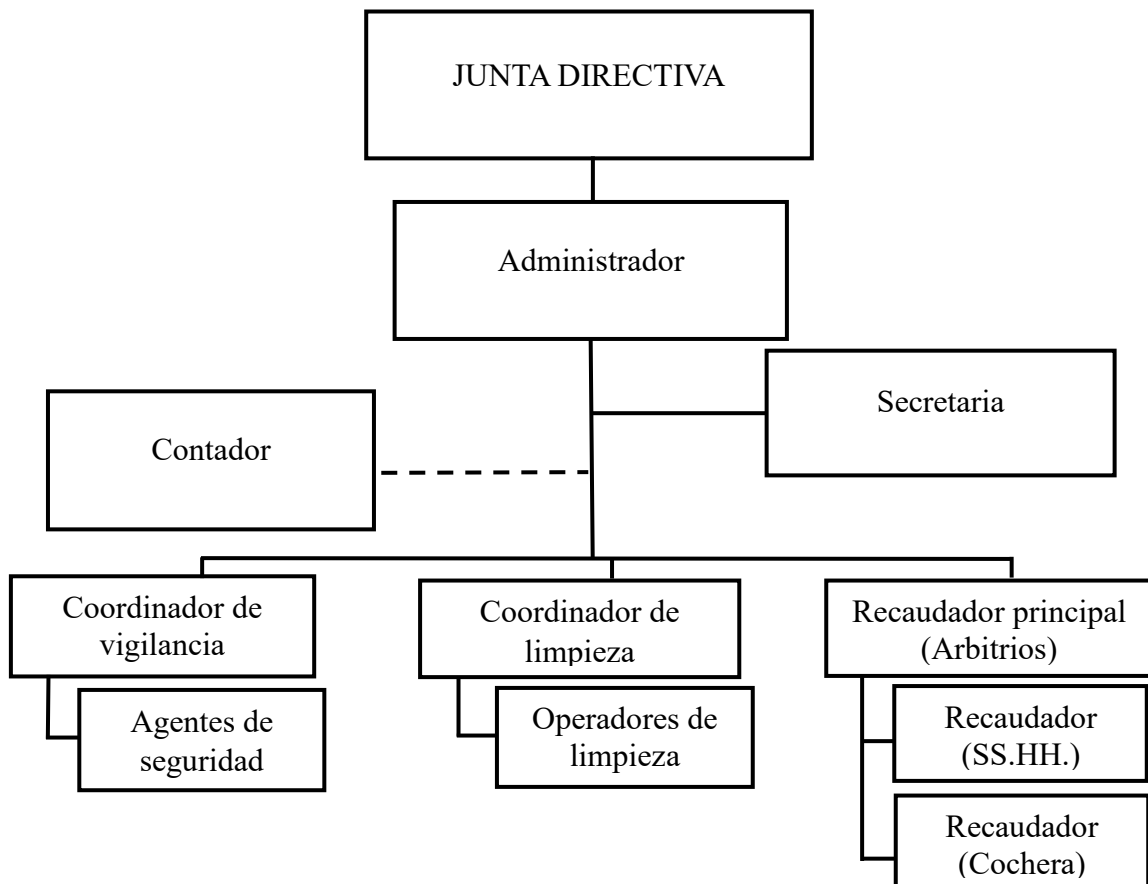 JUNTA DIRECTIVA
Administrador
Secretaria
Contador
Coordinador de
vigilancia
Agentes de
seguridad
Coordinador de
limpieza
Operadores de
limpieza
Recaudador principal
(Arbitrios)
Recaudador
(SS.HH.)
Recaudador
(Cochera)